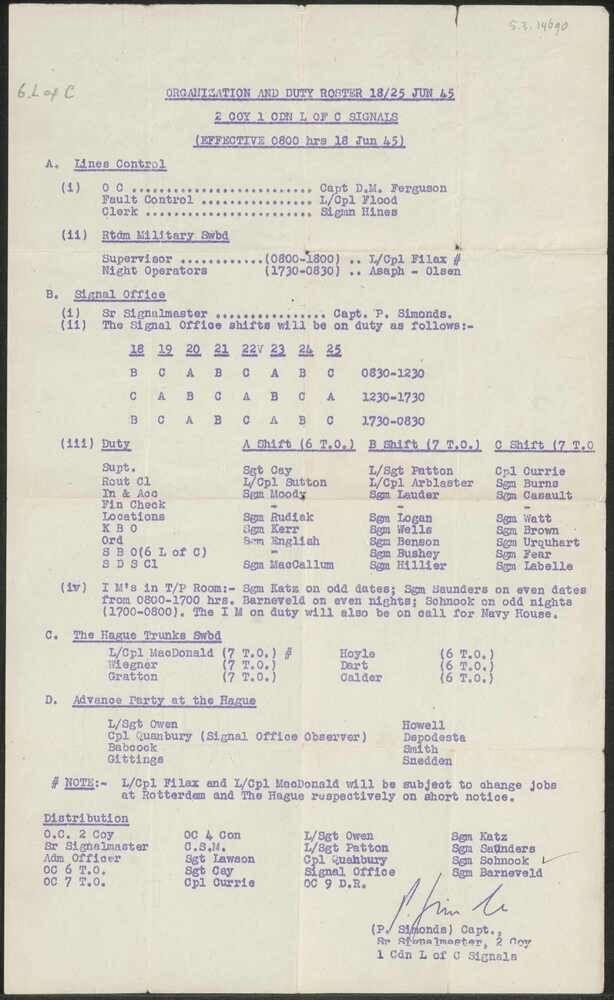 5.3.14690
6 L of C
ORGANIZATION AND DUTY ROSTER 18/25 JUN 45
2 COY 1 CDN L OF C SIGNALS
(EFFECTIVE 0800 hrs 18 Jun 45)
A. Lines Control
(i) O C .......................... Capt D.M. Ferguson
Fault Control ................ L/Cpl Flood
Clerk ........................ Sigmn Hines
(ii) Rtdm Military Swbd
Supervisor ............(0800-1800) .. L/Cpl Filax #
Night Operators (1730-0830) .. Asaph - Olsen
B. Signal Office
(i) Sr Signalmaster ................ Capt. P. Simonds.
(ii) The Signal Office shifts will be on duty as follows:-
18 19 20 21 22 23 24 25
B C A B C A B C 0830-1230
C A B C A B C A 1230-1730
B C A B C A B C 1730-0830
(iii) Duty A Shift (6 T.O.) B Shift (7 T.O.) C Shift (7 T.O
Supt. Sgt Cay L/Sgt Patton Cpl Currie
Rout Cl L/Cpl Sutton L/Cpl Arblaster Sgm Burns
In & Acc Sgm Moody Sgm Lauder Sgm Casault
Fin Check - - -
Locations Sgm Rudiak Sgm Logan Sgm Watt
K B O Sgm Kerr Sgm Wells Sgm Brown
Ord Sgm English Sgm Benson Sgm Urquhart
S B O(6 L of C) - Sgm Bushey Sgm Fear
S D S Cl Sgm MacCallum Sgm Hillier Sgm Labelle
(iv) I M's in T/P Room:- Sgm Katz on odd dates; Sgm Saunders on even dates
from 0800-1700 hrs. Barneveld on even nights; Schnook on odd nights
(1700-0800). The I M on duty will also be on call for Navy House.
C. The Hague Trunks Swbd
L/Cpl MacDonald (7 T.O.) # Hoyle (6 T.O.)
Wiegner (7 T.O.) Dart (6 T.O.)
Gratton (7 T.O.) Calder (6 T.O.)
D. Advance Party at the Hague
L/Sgt Owen Howell
Cpl Quanbury (Signal Office Observer) Depodesta
Babcock Smith
Gittings Snedden
# NOTE:- L/Cpl Filax and L/Cpl MacDonald will be subject to change jobs
at Rotterdam and The Hague respectively on short notice.
Distribution
O.C. 2 Coy OC 4 Con L/Sgt Owen Sgm Katz
Sr Signalmaster C.S.M. L/Sgt Patton Sgm Saunders
Adm Officer Sgt Lawson Cpl Quahbury Sgm Schnook ✓
OC 6 T.O. Sgt Cay Signal Office Sgm Barneveld
OC 7 T.O. Cpl Currie OC 9 D.R.
(P. Simonds) Capt.,
Sr Signalmaster, 2 Coy
1 Cdn L of C Signals